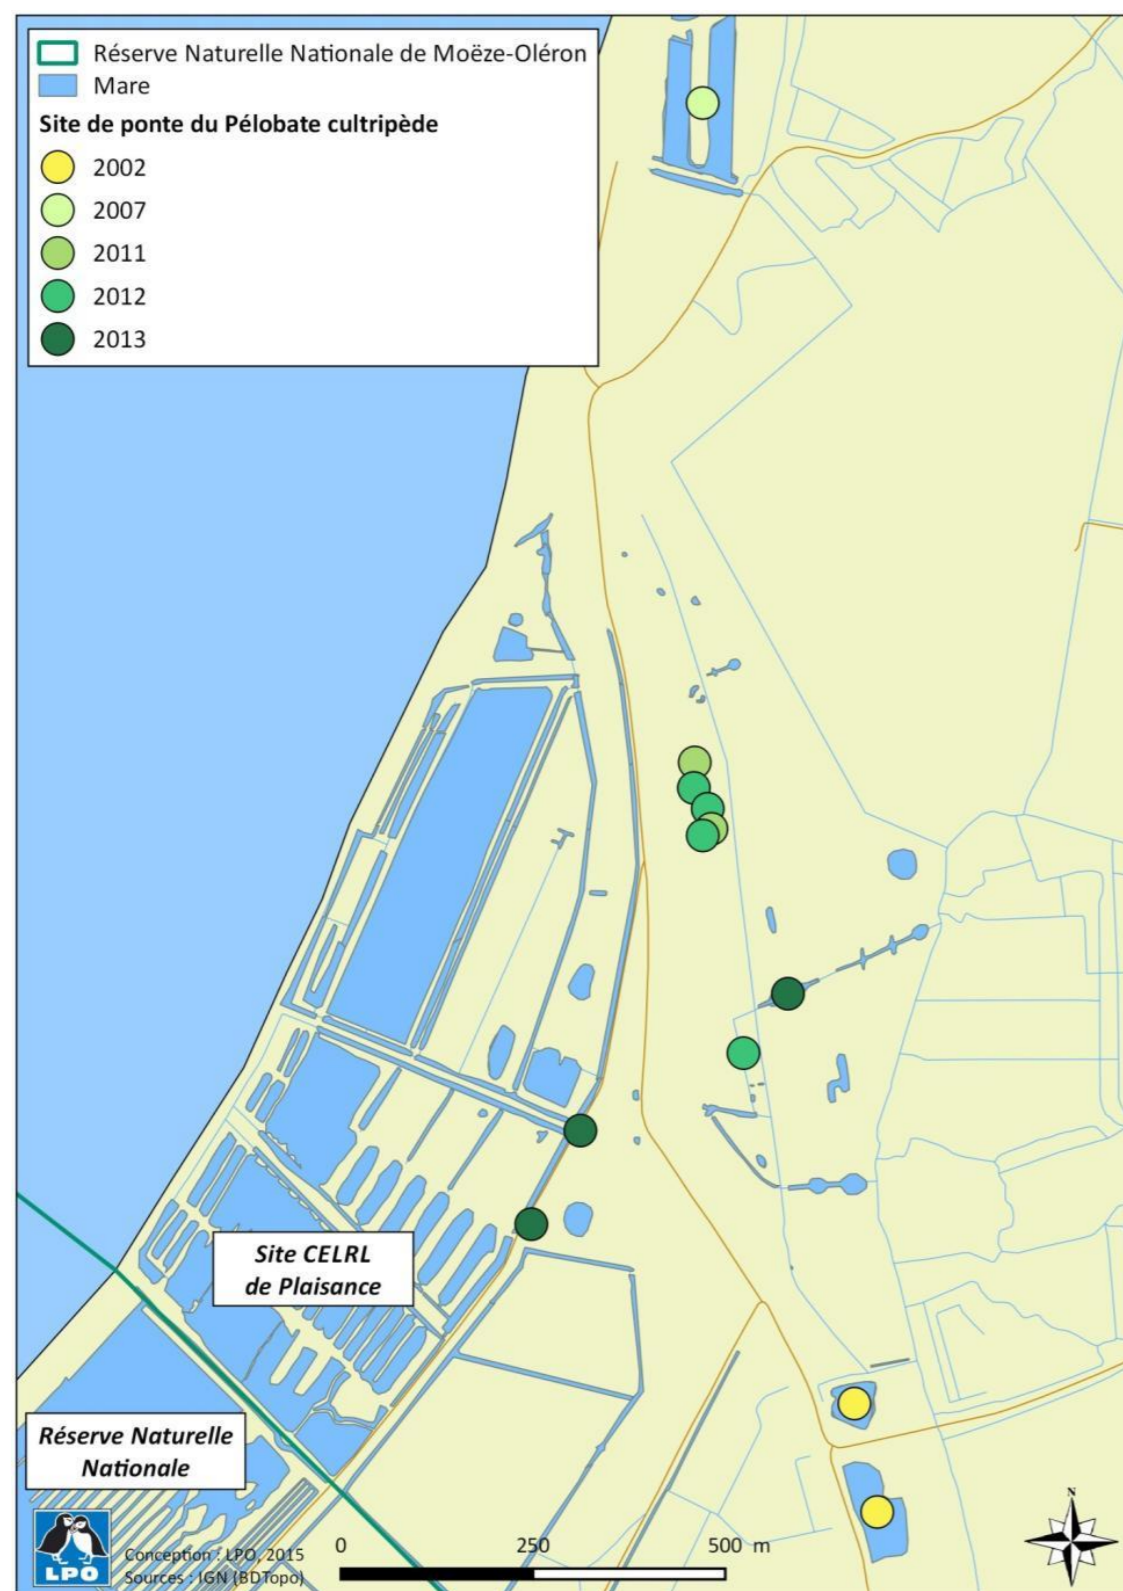 Réserve Naturelle Nationale de Moëze-Oléron
Mare
Site de ponte du Pélobate cultripède
2002
2007
2011
2012
2013
Site CELRL
de Plaisance
Réserve Naturelle
Nationale
LPO
Conception : LPO, 2015
Sources : IGN (BDTopo)
0 250 500 m
N